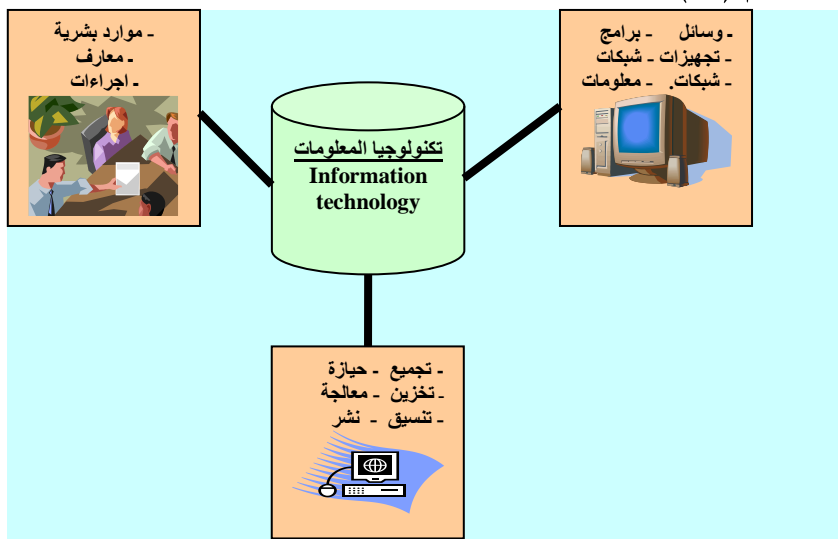 - وسائل - برامج
- تجهيزات - شبكات
- شبكات. - معلومات
- موارد بشرية
- معارف
- اجراءات
تكنولوجيا المعلومات
Information
technology
- تجميع - حيازة
- تخزين - معالجة
- تنسيق - نشر